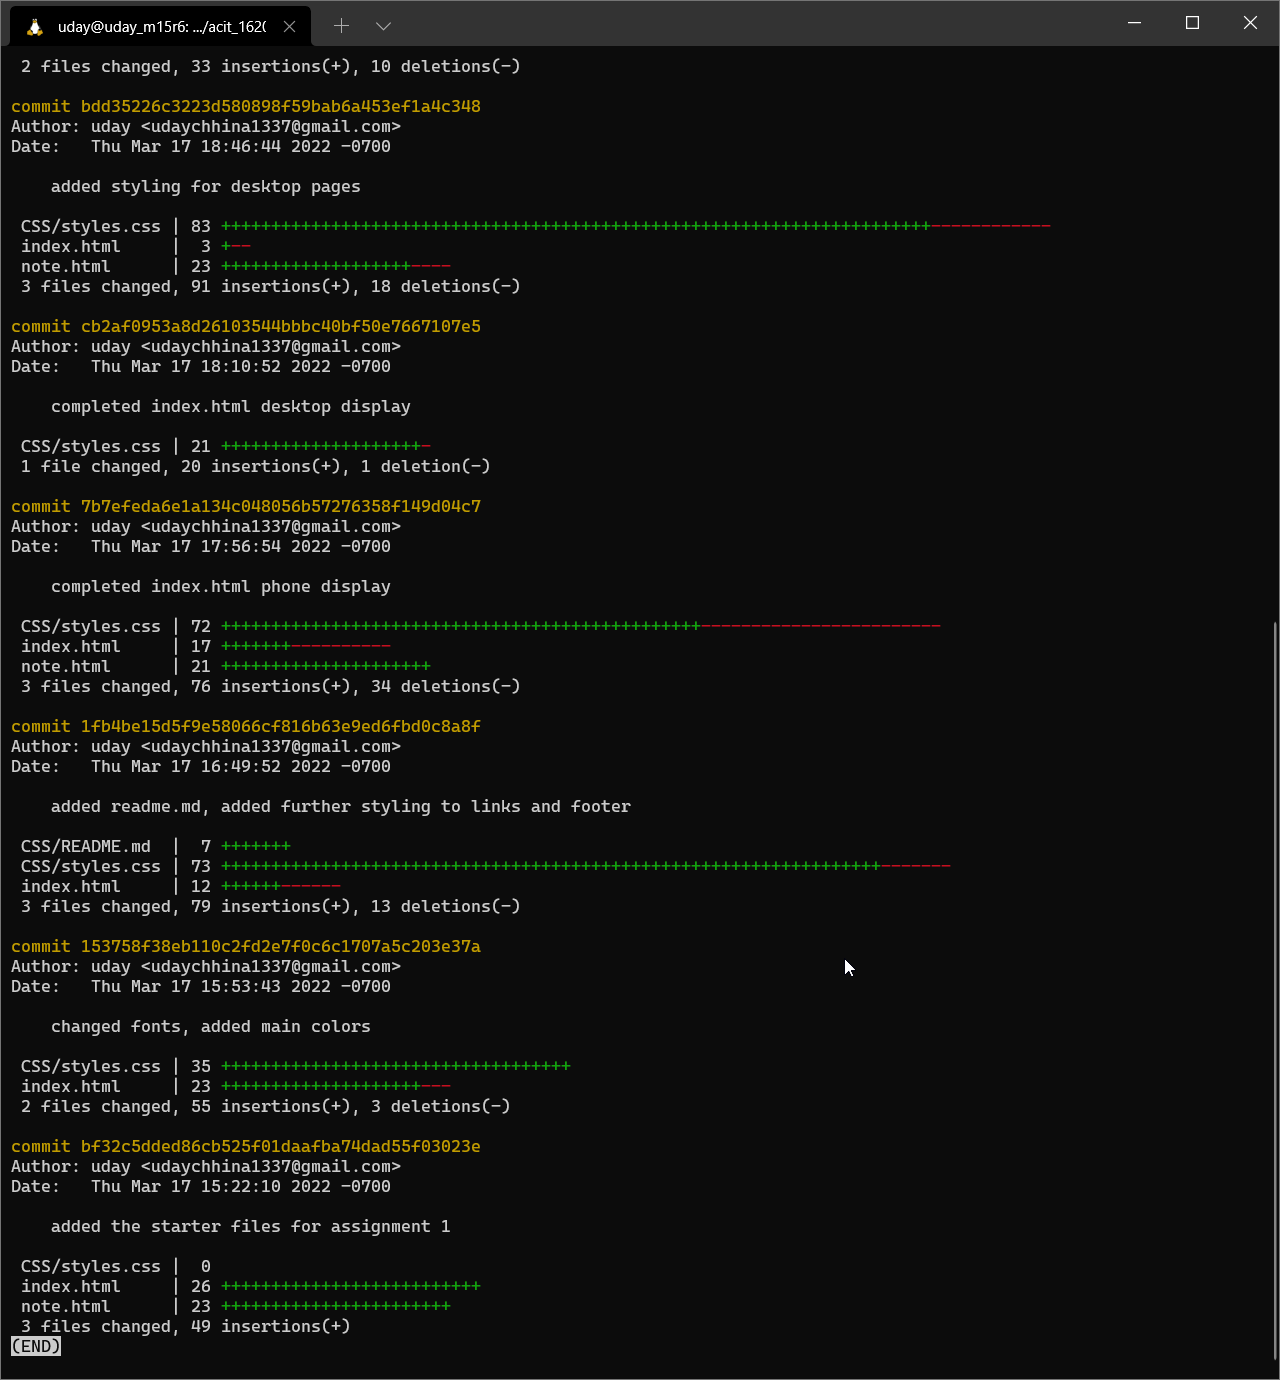 uday@uday_m15r6: .../acit_162
 2 files changed, 33 insertions(+), 10 deletions(-)
commit bdd35226c3223d580898f59bab6a453ef1a4c348
Author: uday <udaychhina1337@gmail.com>
Date:   Thu Mar 17 18:46:44 2022 -0700
    added styling for desktop pages
 CSS/styles.css | 83 +++++++++++++++++++++++++++++++++++++++++++++++++++++++++++++++++++++++------------
 index.html     |  3 +--
 note.html      | 23 +++++++++++++++++++----
 3 files changed, 91 insertions(+), 18 deletions(-)
commit cb2af0953a8d26103544bbbc40bf50e7667107e5
Author: uday <udaychhina1337@gmail.com>
Date:   Thu Mar 17 18:10:52 2022 -0700
    completed index.html desktop display
 CSS/styles.css | 21 ++++++++++++++++++++-
 1 file changed, 20 insertions(+), 1 deletion(-)
commit 7b7efeda6e1a134c048056b57276358f149d04c7
Author: uday <udaychhina1337@gmail.com>
Date:   Thu Mar 17 17:56:54 2022 -0700
    completed index.html phone display
 CSS/styles.css | 72 ++++++++++++++++++++++++++++++++++++++++++++++++------------------------
 index.html     | 17 +++++++----------
 note.html      | 21 +++++++++++++++++++++
 3 files changed, 76 insertions(+), 34 deletions(-)
commit 1fb4be15d5f9e58066cf816b63e9ed6fbd0c8a8f
Author: uday <udaychhina1337@gmail.com>
Date:   Thu Mar 17 16:49:52 2022 -0700
    added readme.md, added further styling to links and footer
 CSS/README.md  |  7 +++++++
 CSS/styles.css | 73 ++++++++++++++++++++++++++++++++++++++++++++++++++++++++++++++++++-------
 index.html     | 12 ++++++------
 3 files changed, 79 insertions(+), 13 deletions(-)
commit 153758f38eb110c2fd2e7f0c6c1707a5c203e37a
Author: uday <udaychhina1337@gmail.com>
Date:   Thu Mar 17 15:53:43 2022 -0700
    changed fonts, added main colors
 CSS/styles.css | 35 +++++++++++++++++++++++++++++++++++
 index.html     | 23 ++++++++++++++++++++---
 2 files changed, 55 insertions(+), 3 deletions(-)
commit bf32c5dded86cb525f01daafba74dad55f03023e
Author: uday <udaychhina1337@gmail.com>
Date:   Thu Mar 17 15:22:10 2022 -0700
    added the starter files for assignment 1
 CSS/styles.css |  0
 index.html     | 26 ++++++++++++++++++++++++++
 note.html      | 23 +++++++++++++++++++++++
 3 files changed, 49 insertions(+)
(END)